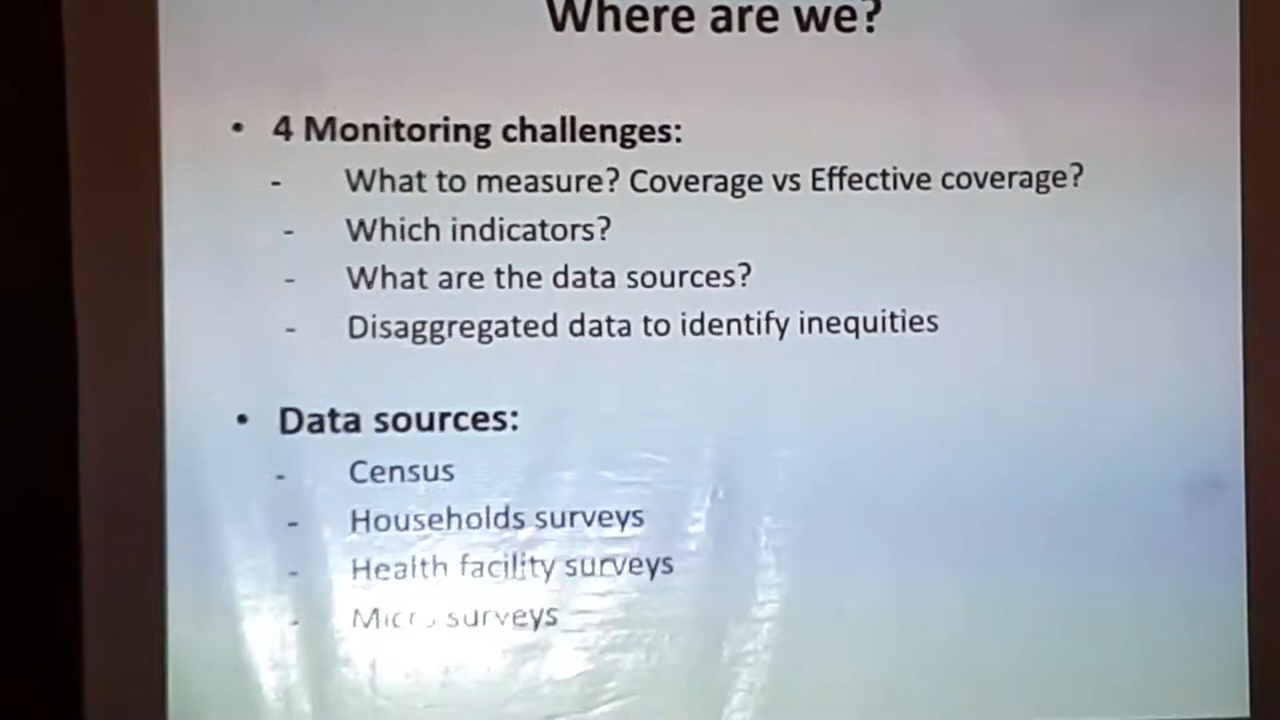 Where are we?
• 4 Monitoring challenges:
- What to measure? Coverage vs Effective coverage?
- Which indicators?
- What are the data sources?
- Disaggregated data to identify inequities
• Data sources:
- Census
- Households surveys
- Health facility surveys
- Micro surveys